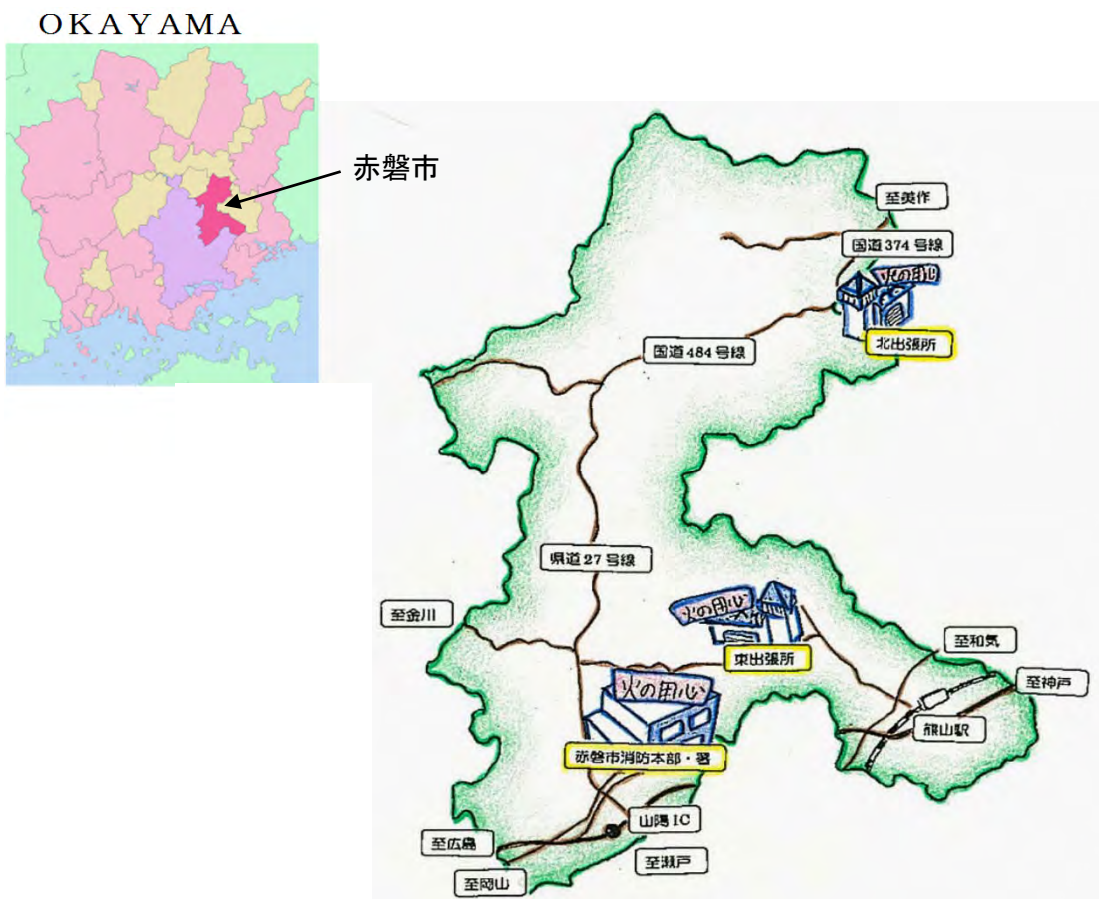 OKAYAMA
赤磐市
至美作
国道374号線
火の用心
北出張所
国道484号線
県道27号線
至金川
火の用心
東出張所
至和気
至神戸
熊山駅
火の用心
赤磐市消防本部・署
山陽IC
至広島
至瀬戸
至岡山